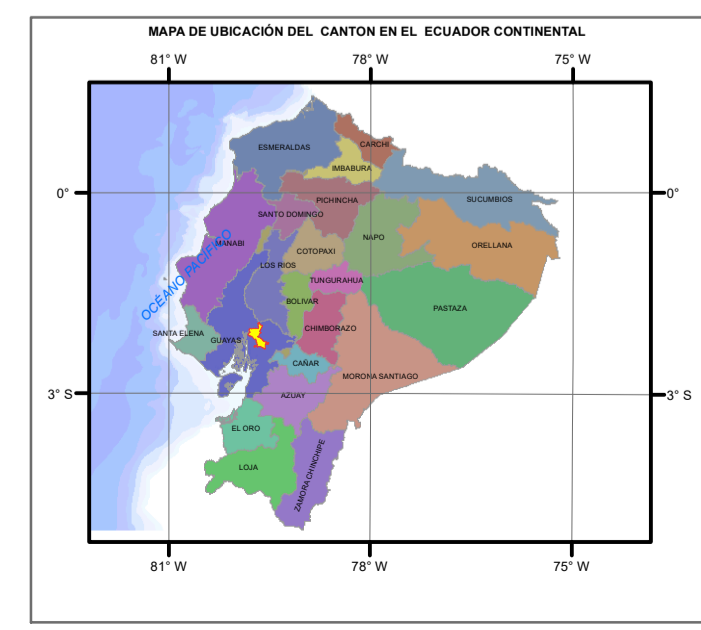 MAPA DE UBICACIÓN DEL CANTON EN EL ECUADOR CONTINENTAL
81° W
78° W
75° W
ESMERALDAS
CARCHI
IMBABURA
0°
0°
PICHINCHA
SUCUMBIOS
SANTO DOMINGO
NAPO
MANABI
ORELLANA
COTOPAXI
OCÉANO PACÍFICO
LOS RIOS
TUNGURAHUA
BOLIVAR
PASTAZA
SANTA ELENA
CHIMBORAZO
GUAYAS
CAÑAR
MORONA SANTIAGO
3° S
3° S
AZUAY
EL ORO
LOJA
ZAMORA CHINCHIPE
81° W
78° W
75° W